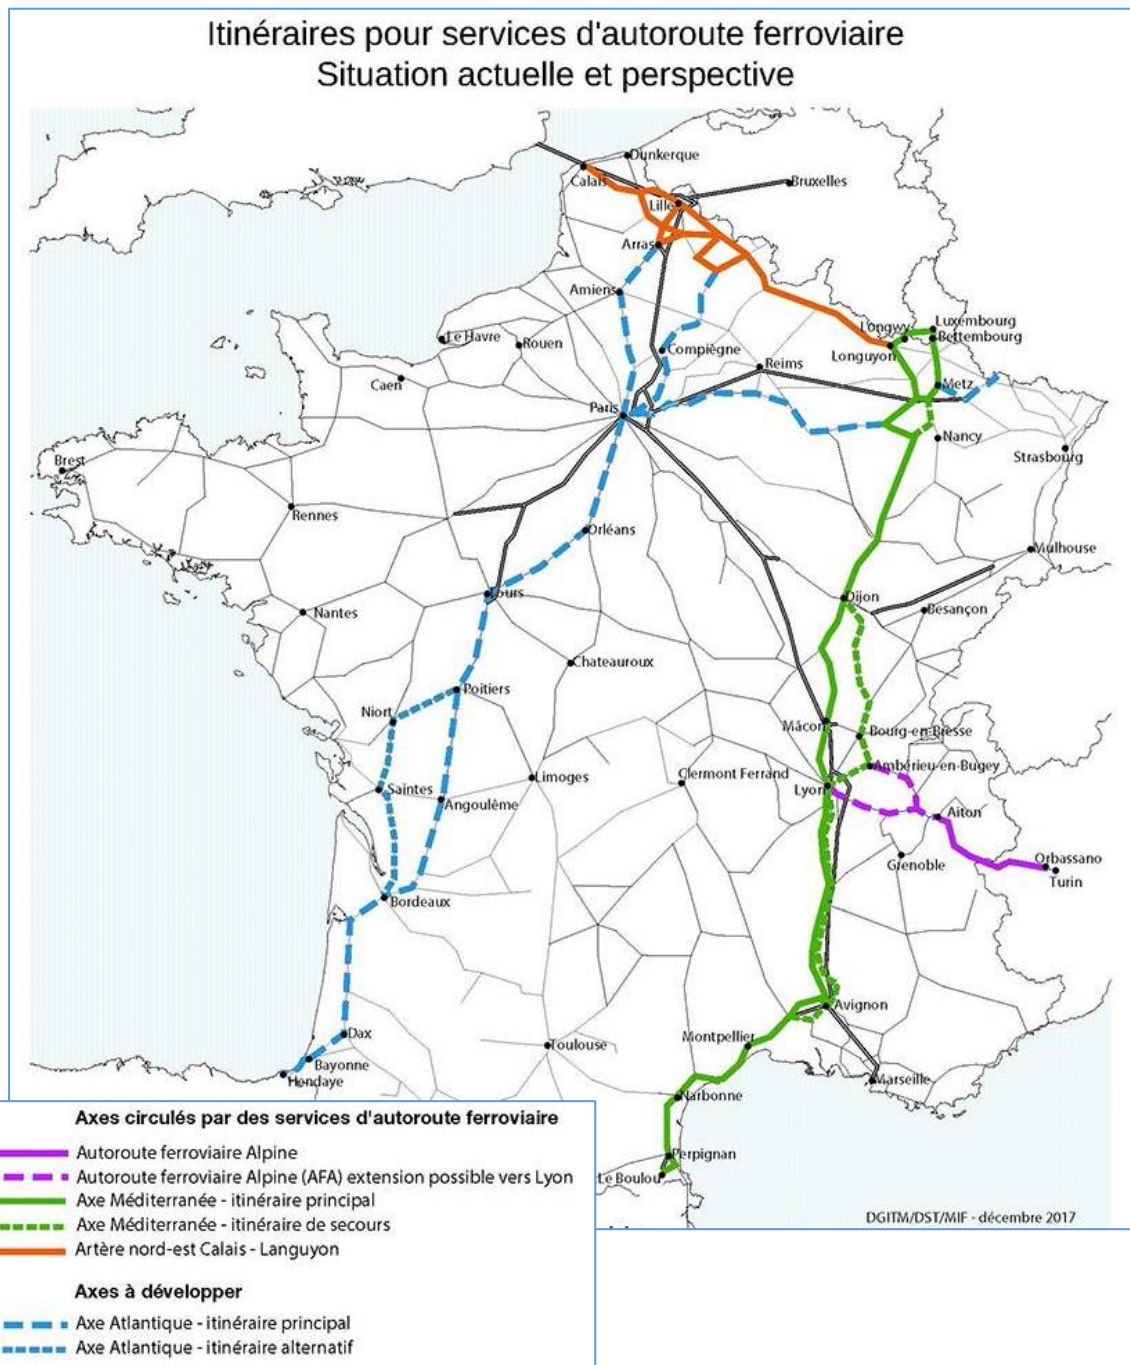 Itinéraires pour services d'autoroute ferroviaire
Situation actuelle et perspective
Dunkerque
Calais
Bruxelles
Lille
Arras
Amiens
Longwy
Luxembourg
Bettembourg
Le Havre
Rouen
Compiègne
Longuyon
Reims
Caen
Metz
Paris
Nancy
Strasbourg
Brest
Rennes
Orléans
Mulhouse
Tours
Dijon
Besançon
Nantes
Chateauroux
Poitiers
Niort
Mâcon
Bourg-en-Bresse
Ambérieu-en-Bugey
Saintes
Limoges
Clermont Ferrand
Lyon
Angoulême
Aiton
Grenoble
Orbassano
Turin
Bordeaux
Avignon
Dax
Toulouse
Montpellier
Bayonne
Hendaye
Marseille
Narbonne
Perpignan
Le Boulou
DGITM/DST/MIF - décembre 2017
Axes circulés par des services d'autoroute ferroviaire
Autoroute ferroviaire Alpine
Autoroute ferroviaire Alpine (AFA) extension possible vers Lyon
Axe Méditerranée - itinéraire principal
Axe Méditerranée - itinéraire de secours
Artère nord-est Calais - Languyon
Axes à développer
Axe Atlantique - itinéraire principal
Axe Atlantique - itinéraire alternatif